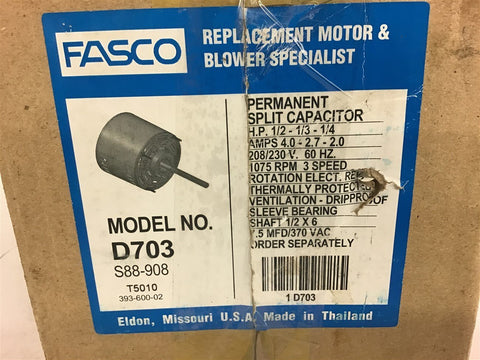 FASCO
REPLACEMENT MOTOR &
BLOWER SPECIALIST
PERMANENT
SPLIT CAPACITOR
H.P. 1/2 - 1/3 - 1/4
AMPS 4.0 - 2.7 - 2.0
208/230 V. 60 HZ.
1075 RPM 3 SPEED
ROTATION ELECT.
THERMALLY PROTECT
VENTILATION - DRIPPROOF
SLEEVE BEARING
SHAFT 1/2 X 6
.5 MFD/370 VAC
ORDER SEPARATELY
MODEL NO.
D703
S88-908
T5010
393-600-02
1 D703
Eldon, Missouri U.S.A. Made in Thailand